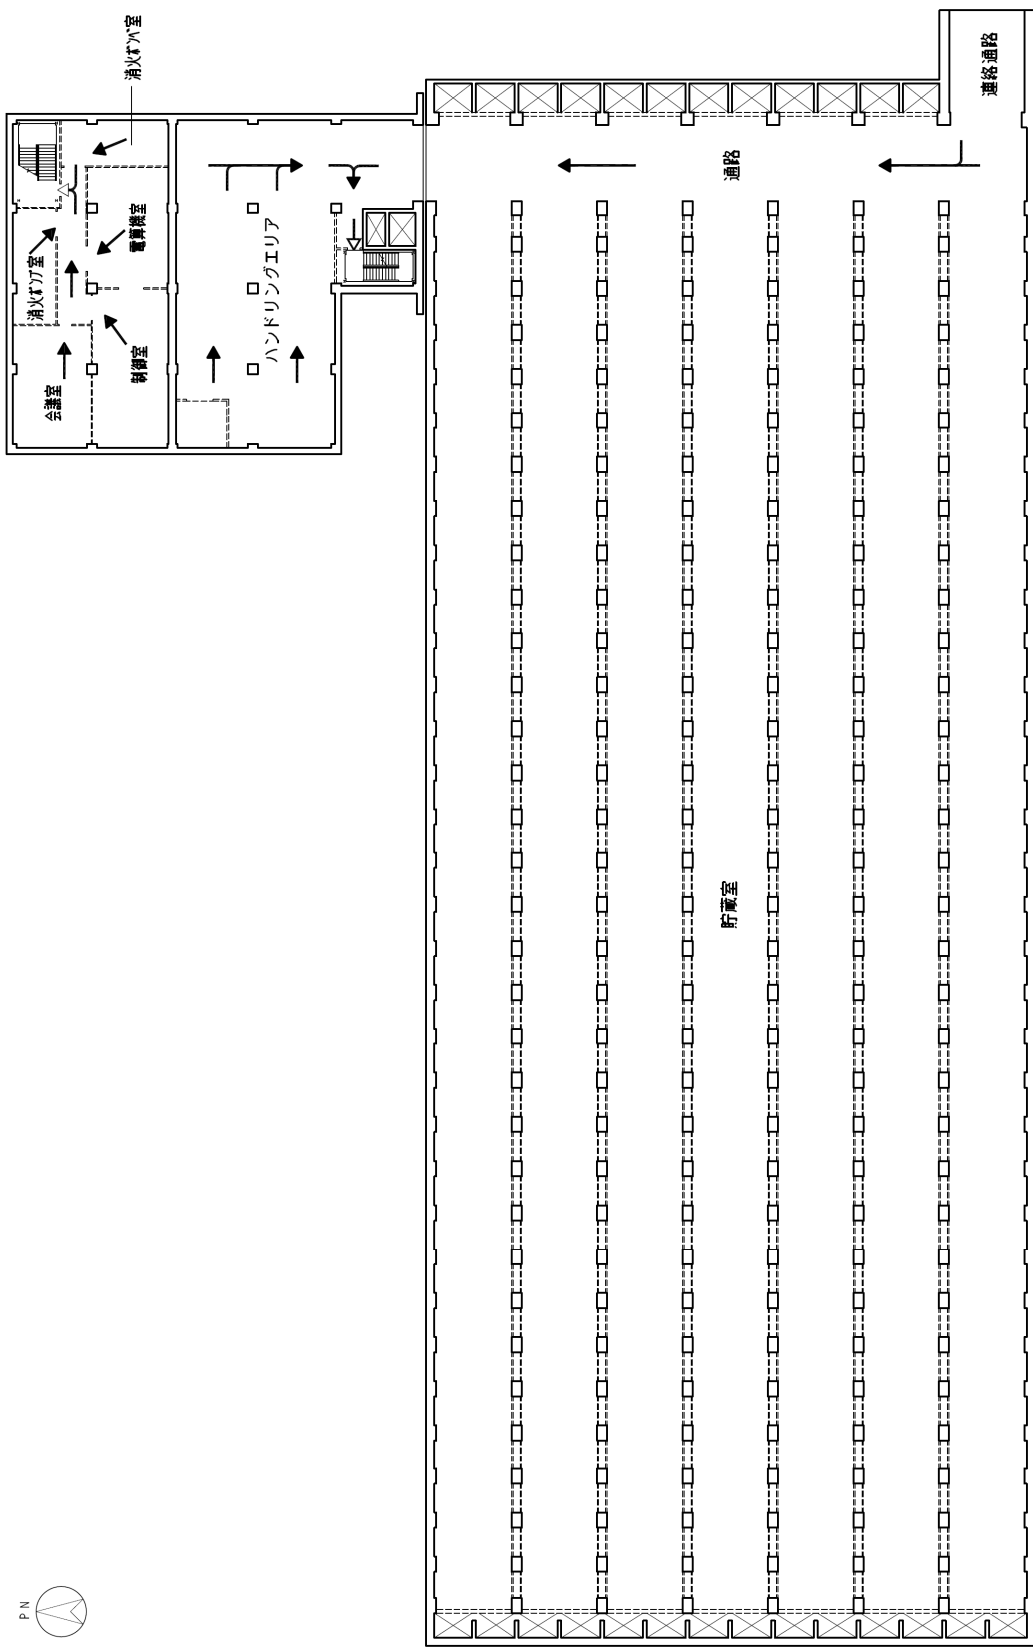 消火ボンベ室
連絡通路
通路
電算機室
消火ポンプ室
ハンドリングエリア
制御室
会議室
貯蔵室
PN